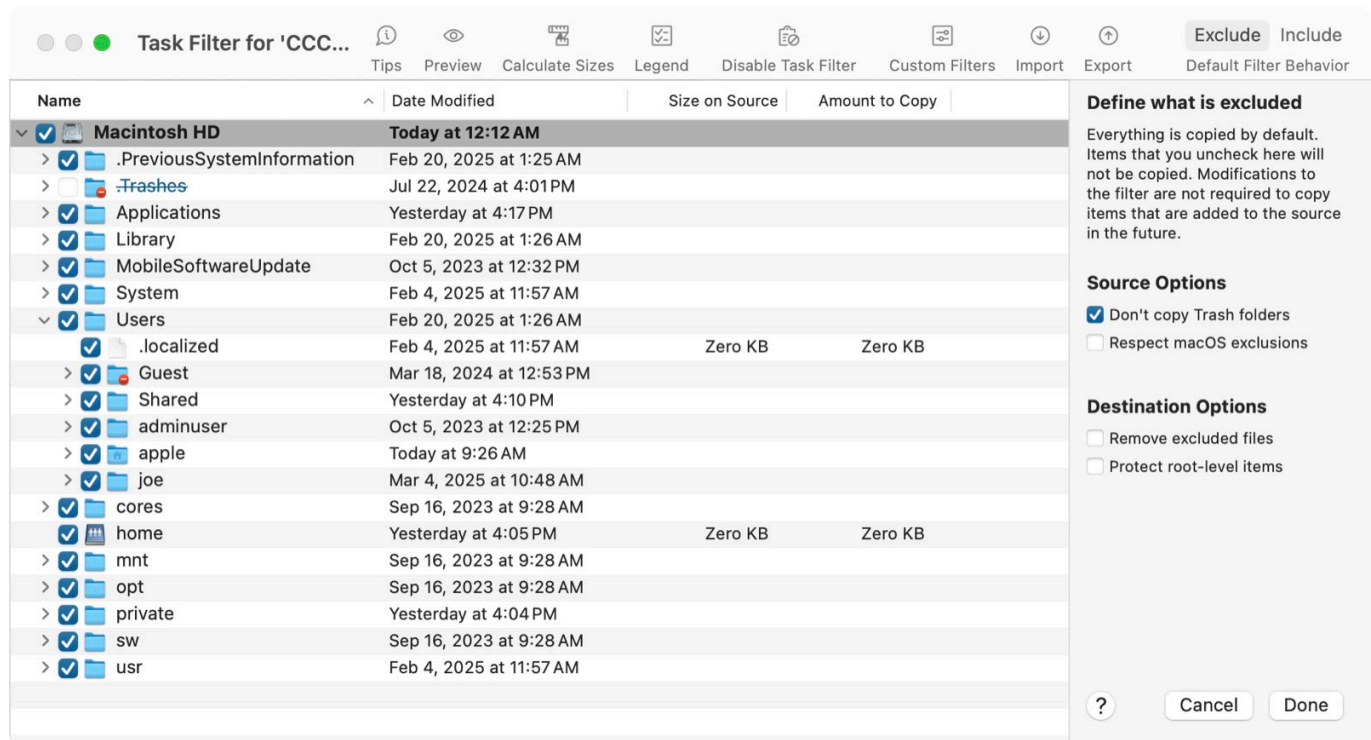 Task Filter for 'CCC...
Tips Preview Calculate Sizes Legend Disable Task Filter Custom Filters Import Export
Exclude Include
Default Filter Behavior
Name Date Modified Size on Source Amount to Copy
Macintosh HD Today at 12:12 AM
.PreviousSystemInformation Feb 20, 2025 at 1:25 AM
.Trashes Jul 22, 2024 at 4:01 PM
Applications Yesterday at 4:17 PM
Library Feb 20, 2025 at 1:26 AM
MobileSoftwareUpdate Oct 5, 2023 at 12:32 PM
System Feb 4, 2025 at 11:57 AM
Users Feb 20, 2025 at 1:26 AM
.localized Feb 4, 2025 at 11:57 AM Zero KB Zero KB
Guest Mar 18, 2024 at 12:53 PM
Shared Yesterday at 4:10 PM
adminuser Oct 5, 2023 at 12:25 PM
apple Today at 9:26 AM
joe Mar 4, 2025 at 10:48 AM
cores Sep 16, 2023 at 9:28 AM
home Yesterday at 4:05 PM Zero KB Zero KB
mnt Sep 16, 2023 at 9:28 AM
opt Sep 16, 2023 at 9:28 AM
private Yesterday at 4:04 PM
sw Sep 16, 2023 at 9:28 AM
usr Feb 4, 2025 at 11:57 AM
Define what is excluded
Everything is copied by default.
Items that you uncheck here will
not be copied. Modifications to
the filter are not required to copy
items that are added to the source
in the future.
Source Options
Don't copy Trash folders
Respect macOS exclusions
Destination Options
Remove excluded files
Protect root-level items
? Cancel Done